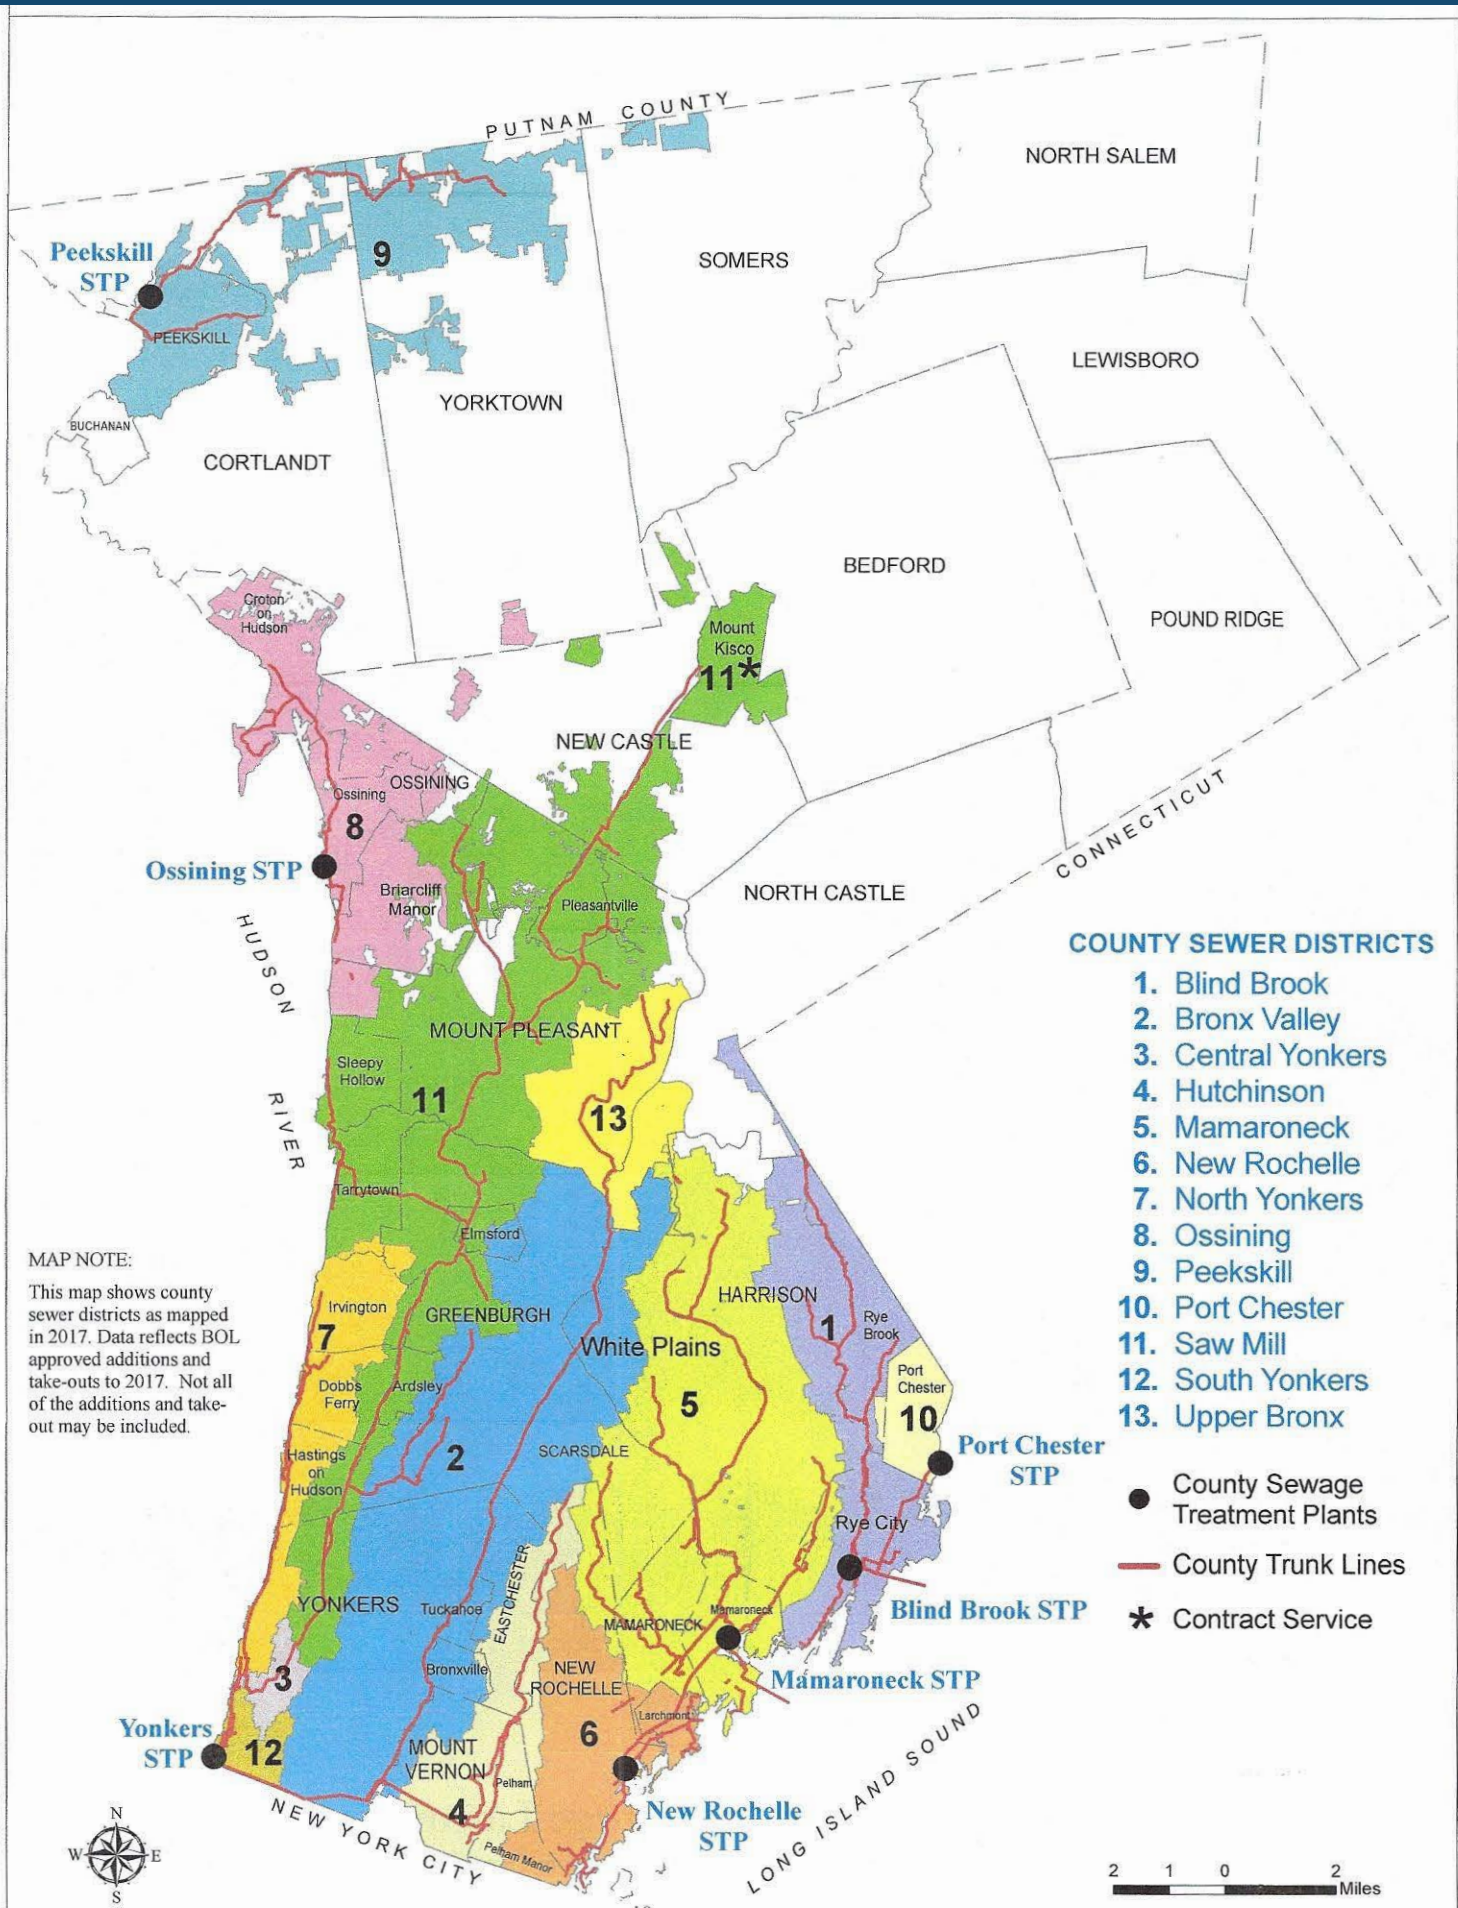 PUTNAM COUNTY
NORTH SALEM
SOMERS
Peekskill
STP
9
PEEKSKILL
LEWISBORO
YORKTOWN
BUCHANAN
CORTLANDT
BEDFORD
Croton
on
Hudson
POUND RIDGE
Mount
Kisco
11*
NEW CASTLE
OSSINING
Ossining
8
Ossining STP
Briarcliff
Manor
Pleasantville
NORTH CASTLE
CONNECTICUT
HUDSON
RIVER
MOUNT PLEASANT
Sleepy
Hollow
11
13
Tarrytown
Elmsford
COUNTY SEWER DISTRICTS
1. Blind Brook
2. Bronx Valley
3. Central Yonkers
4. Hutchinson
5. Mamaroneck
6. New Rochelle
7. North Yonkers
8. Ossining
9. Peekskill
10. Port Chester
11. Saw Mill
12. South Yonkers
13. Upper Bronx
County Sewage
Treatment Plants
County Trunk Lines
* Contract Service
MAP NOTE:
This map shows county
sewer districts as mapped
in 2017. Data reflects BOL
approved additions and
take-outs to 2017. Not all
of the additions and take-
out may be included.
Irvington
7
GREENBURGH
HARRISON
1
Rye
Brook
White Plains
Port
Chester
10
Dobbs
Ferry
Ardsley
5
2
SCARSDALE
Port Chester
STP
Hastings
on
Hudson
Rye City
EASTCHESTER
YONKERS
Tuckahoe
MAMARONECK
Mamaroneck
Blind Brook STP
Bronxville
NEW
ROCHELLE
Mamaroneck STP
3
Larchmont
6
Yonkers
STP
12
MOUNT
VERNON
Pelham
4
New Rochelle
STP
Pelham Manor
NEW YORK CITY
LONG ISLAND SOUND
N
W E
S
2 1 0 2
Miles